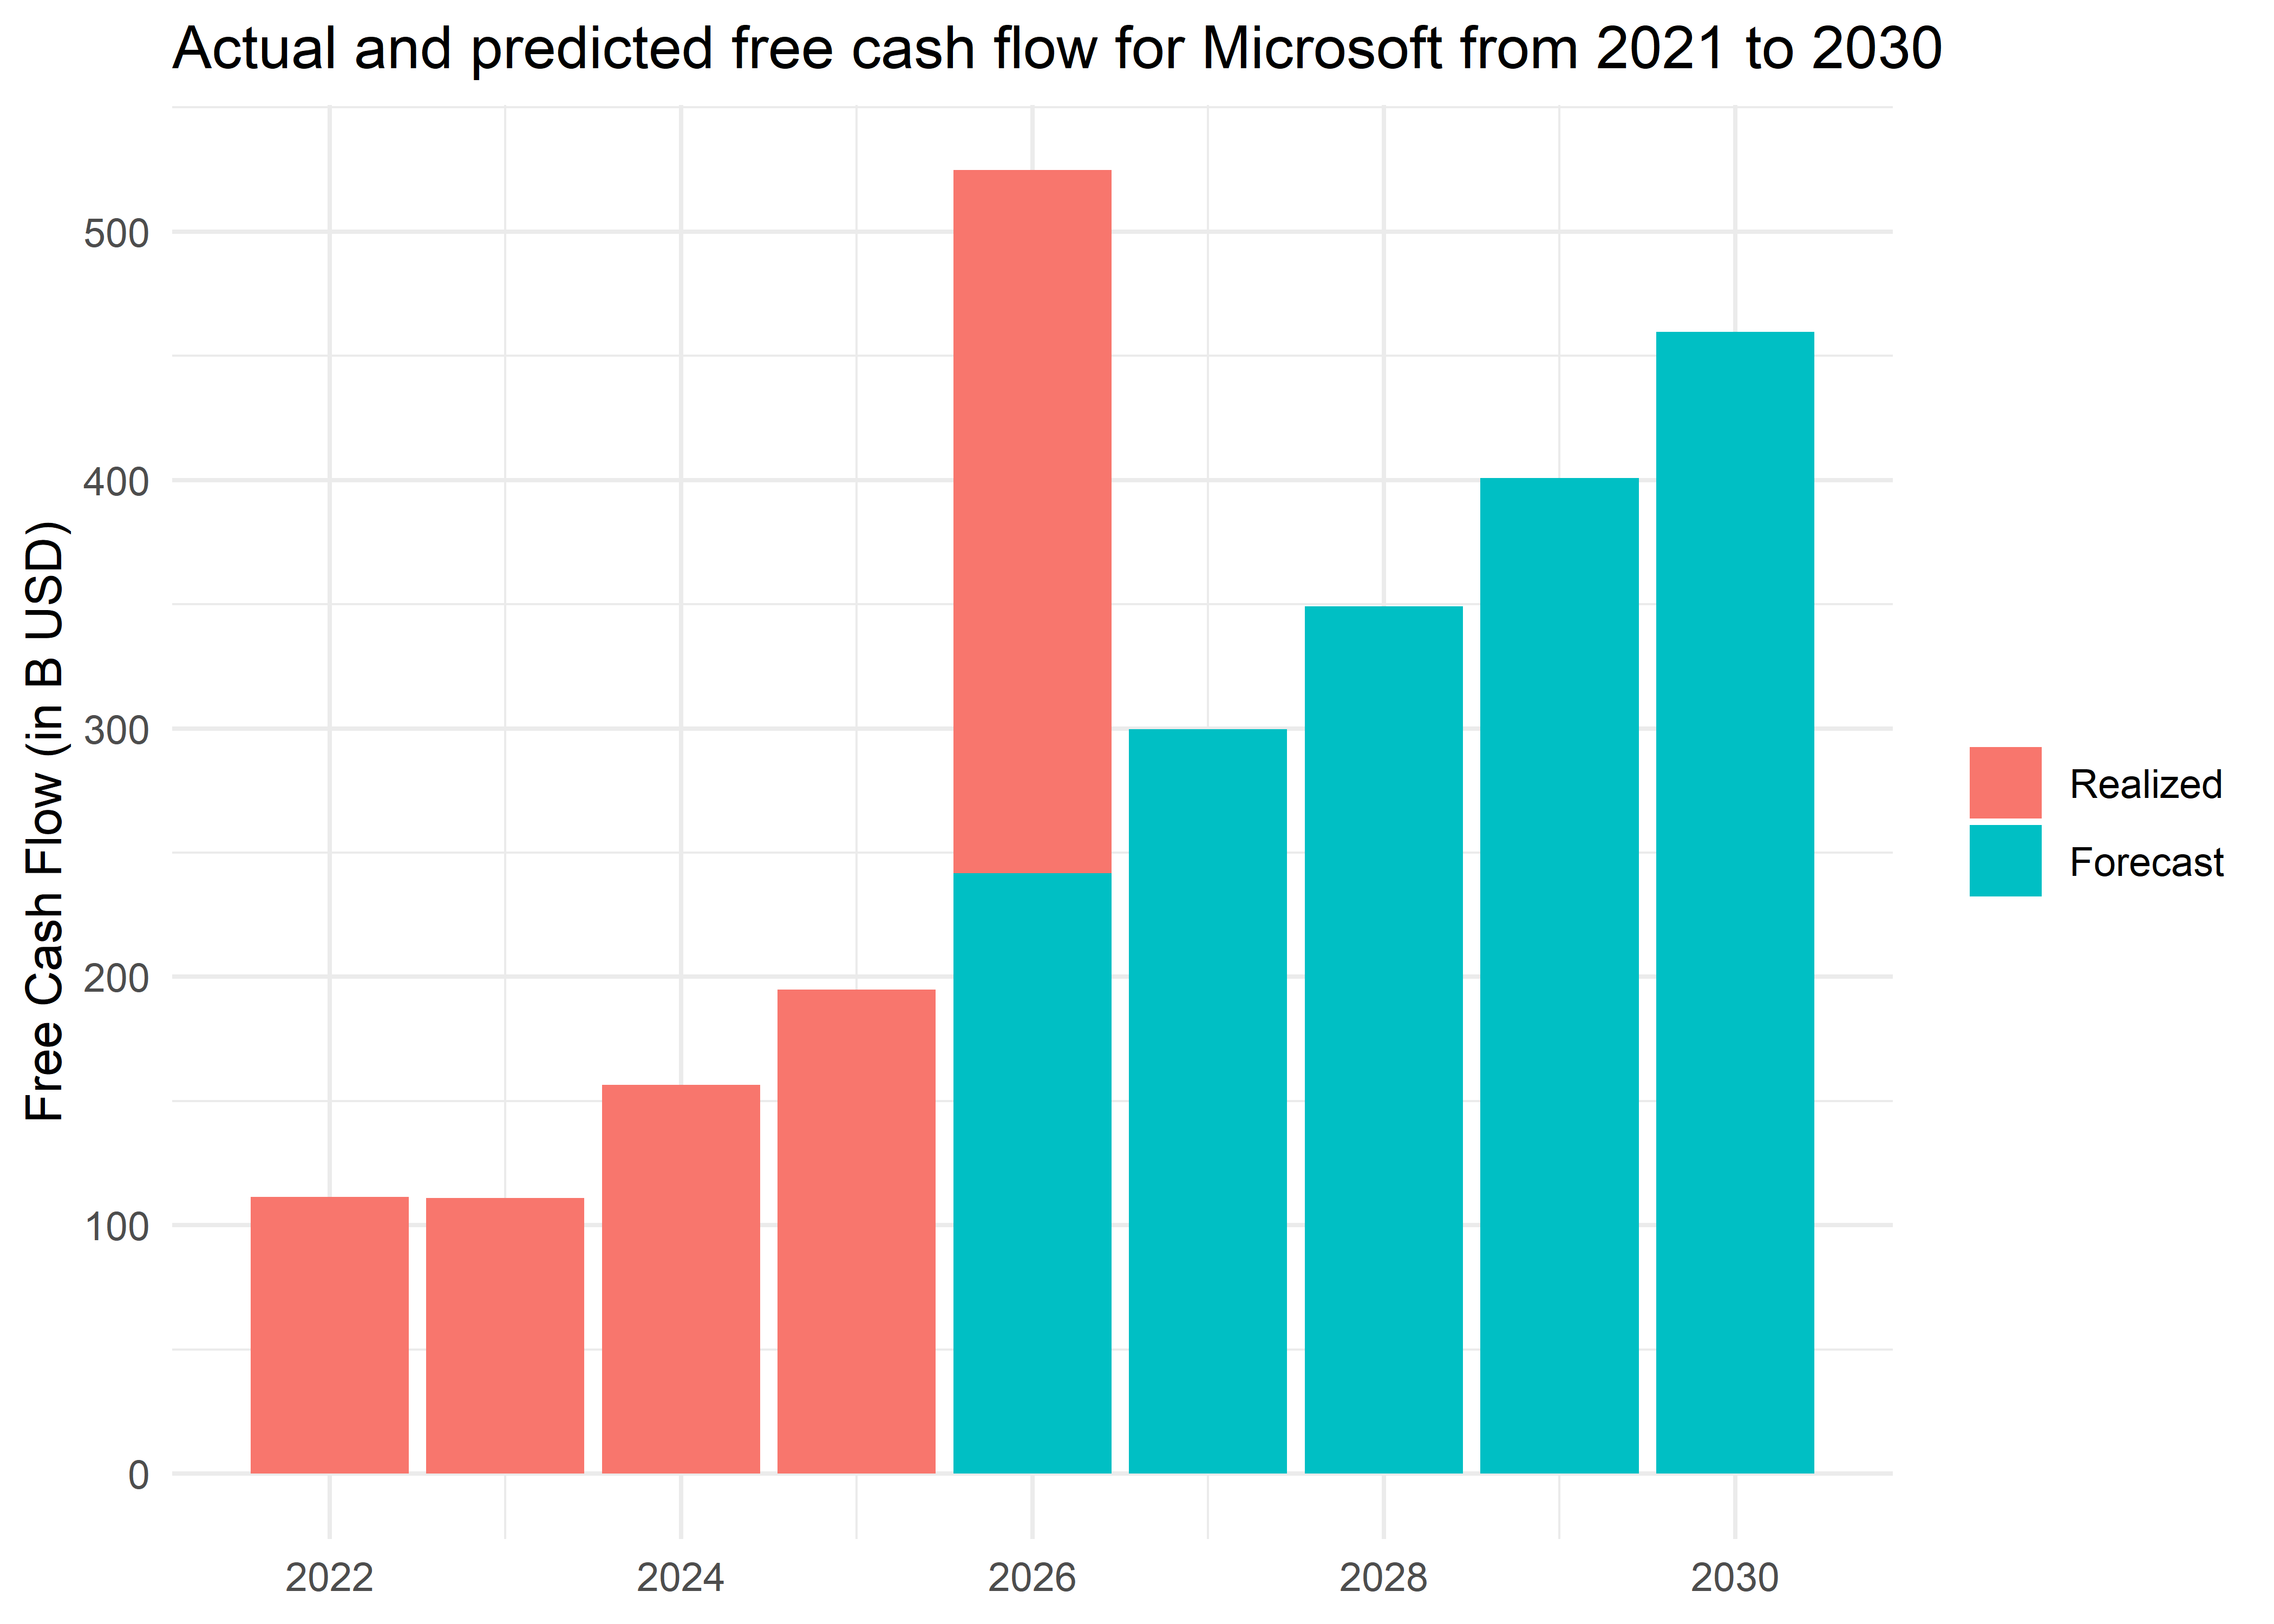 Actual and predicted free cash flow for Microsoft from 2021 to 2030
Free Cash Flow (in B USD)
500
400
300
200
100
0
2022 2024 2026 2028 2030
Realized
Forecast